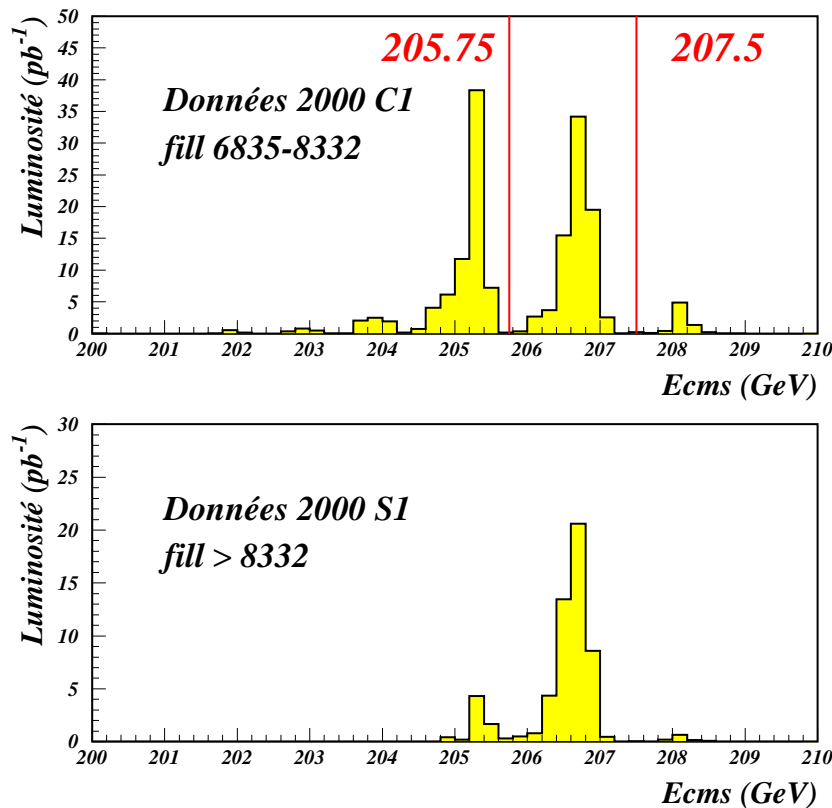 205.75 207.5
Données 2000 C1
fill 6835-8332
Luminosité (pb-1)
50
45
40
35
30
25
20
15
10
5
0
200 201 202 203 204 205 206 207 208 209 210
Ecms (GeV)
Données 2000 S1
fill > 8332
Luminosité (pb-1)
30
25
20
15
10
5
0
200 201 202 203 204 205 206 207 208 209 210
Ecms (GeV)